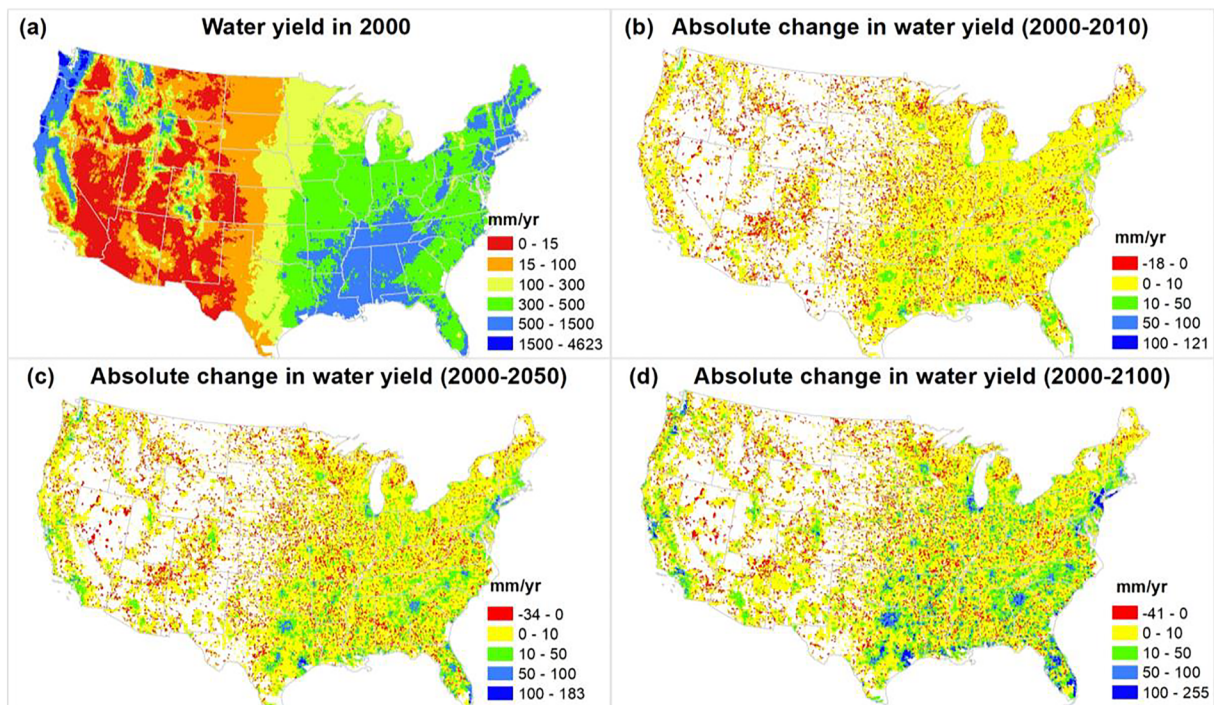 (a) Water yield in 2000
mm/yr
0 - 15
15 - 100
100 - 300
300 - 500
500 - 1500
1500 - 4623
(b) Absolute change in water yield (2000-2010)
mm/yr
-18 - 0
0 - 10
10 - 50
50 - 100
100 - 121
(c) Absolute change in water yield (2000-2050)
mm/yr
-34 - 0
0 - 10
10 - 50
50 - 100
100 - 183
(d) Absolute change in water yield (2000-2100)
mm/yr
-41 - 0
0 - 10
10 - 50
50 - 100
100 - 255